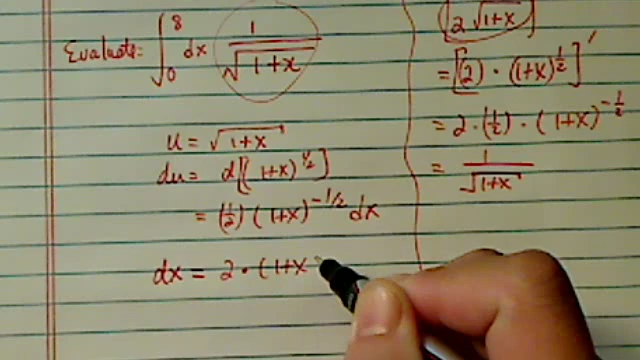 Evaluate: ∫₀⁸ dx 1/√(1+x)
u = √(1+x)
du = d[(1+x)^1/2]
= (1/2) (1+x)^-1/2 dx
dx = 2 · (1+x
[2√(1+x)]
= [(2) · (1+x)^1/2]'
= 2 · (1/2) · (1+x)^-1/2
= 1/√(1+x)